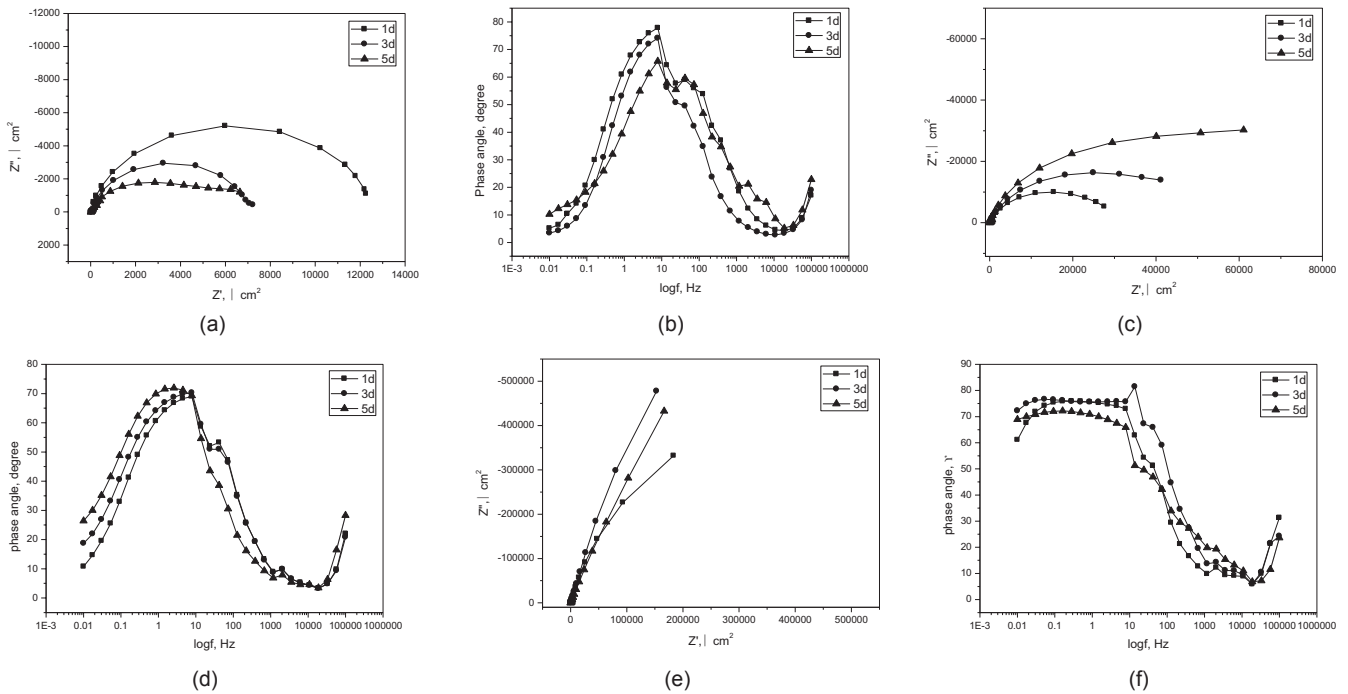 -12000
-10000
-8000
-6000
-4000
-2000
0
2000
0 2000 4000 6000 8000 10000 12000 14000
Z", | cm²
Z', | cm²
1d
3d
5d
(a)
80
70
60
50
40
30
20
10
0
1E-3 0.01 0.1 1 10 100 1000 10000 100000 1000000
Phase angle, degree
logf, Hz
1d
3d
5d
(b)
-60000
-40000
-20000
0
0 20000 40000 60000 80000
Z", | cm²
Z', | cm²
1d
3d
5d
(c)
80
70
60
50
40
30
20
10
0
1E-3 0.01 0.1 1 10 100 1000 10000 100000 1000000
phase angle, degree
logf, Hz
1d
3d
5d
(d)
-500000
-400000
-300000
-200000
-100000
0
0 100000 200000 300000 400000 500000
Z", | cm²
Z', | cm²
1d
3d
5d
(e)
90
80
70
60
50
40
30
20
10
0
1E-3 0.01 0.1 1 10 100 1000 10000 100000 1000000
phase angle, ϒ
logf, Hz
1d
3d
5d
(f)